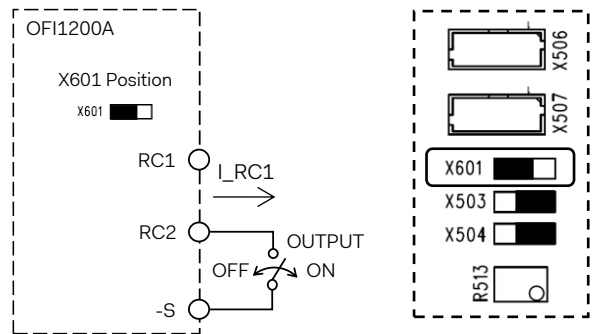 OFI1200A
X601 Position
X601
RC1
I_RC1
RC2
OUTPUT
OFF
ON
-S
X506
X507
X601
X503
X504
R513